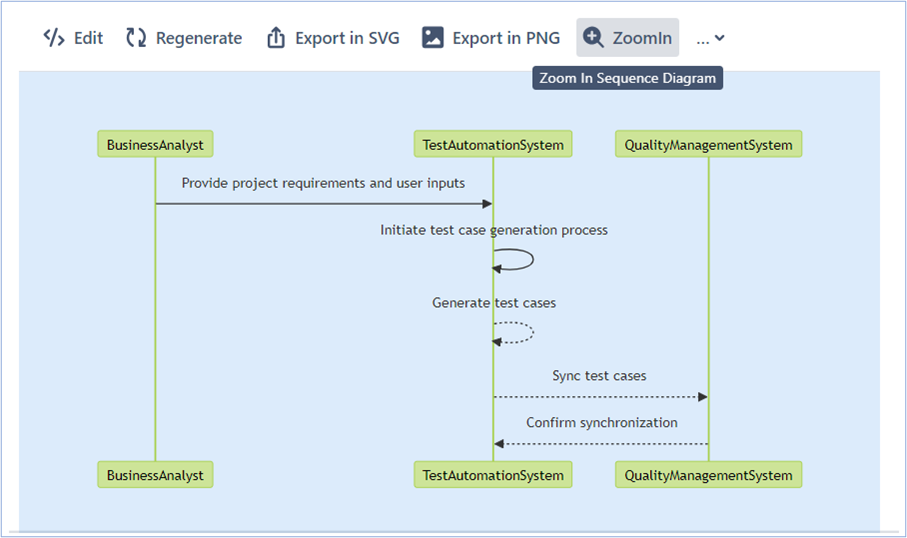 Edit Regenerate Export in SVG Export in PNG ZoomIn ...
Zoom In Sequence Diagram
BusinessAnalyst TestAutomationSystem QualityManagementSystem
Provide project requirements and user inputs
Initiate test case generation process
Generate test cases
Sync test cases
Confirm synchronization
BusinessAnalyst TestAutomationSystem QualityManagementSystem